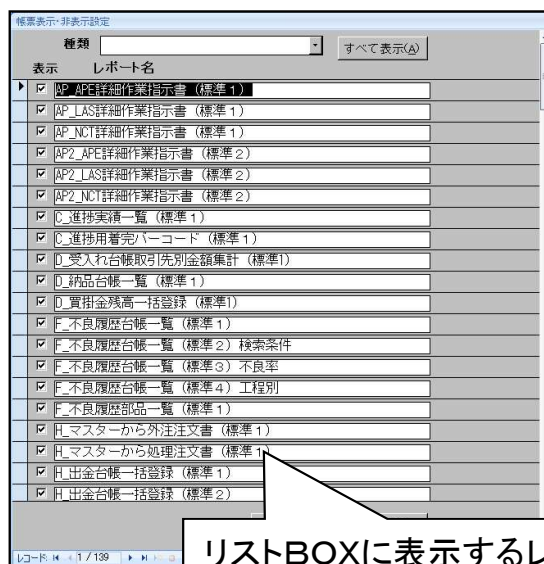 帳票表示・非表示設定
種類 すべて表示(A)
表示 レポート名
AP_APE詳細作業指示書（標準１）
AP_LAS詳細作業指示書（標準１）
AP_NCT詳細作業指示書（標準１）
AP2_APE詳細作業指示書（標準２）
AP2_LAS詳細作業指示書（標準２）
AP2_NCT詳細作業指示書（標準２）
C_進捗実績一覧（標準１）
C_進捗用着完バーコード（標準１）
D_受入れ台帳取引先別金額集計（標準1）
D_納品台帳一覧（標準１）
D_買掛金残高一括登録（標準1）
F_不良履歴台帳一覧（標準１）
F_不良履歴台帳一覧（標準２）検索条件
F_不良履歴台帳一覧（標準３）不良率
F_不良履歴台帳一覧（標準４）工程別
F_不良履歴部品一覧（標準１）
H_マスターから外注注文書（標準１）
H_マスターから処理注文書（標準１）
H_出金台帳一括登録（標準１）
H_出金台帳一括登録（標準２）
リストＢＯＸに表示するレ
レコード: 1 / 139